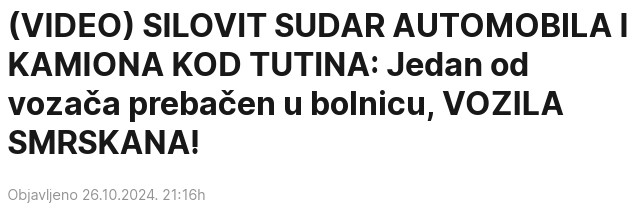 (VIDEO) SILOVIT SUDAR AUTOMOBILA I
KAMIONA KOD TUTINA: Jedan od
vozača prebačen u bolnicu, VOZILA
SMRSKANA!
Objavljeno 26.10.2024. 21:16h